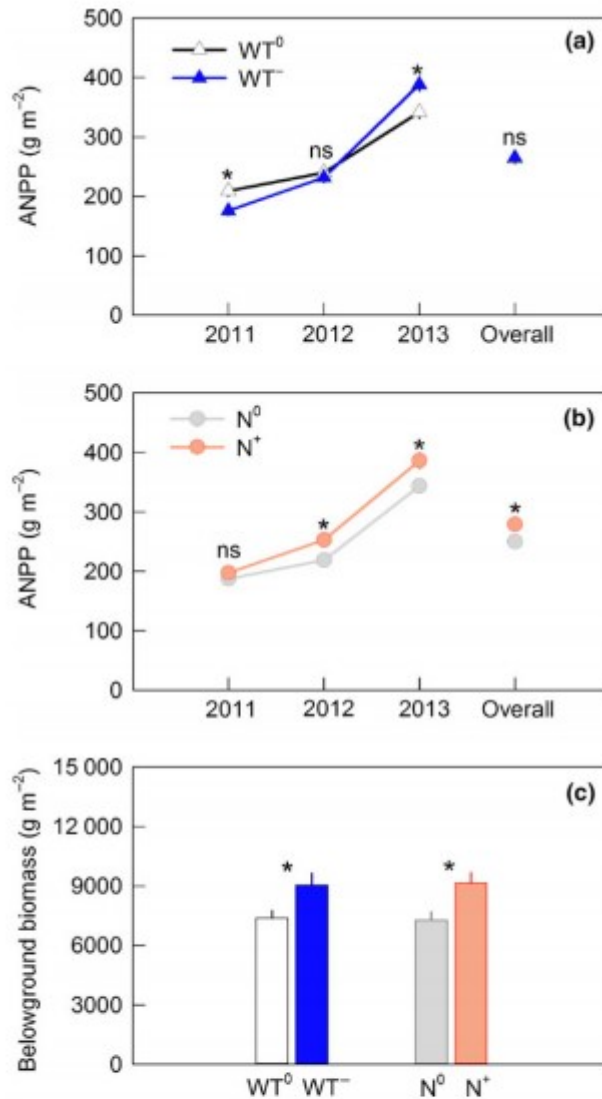 500
400
300
200
100
0
ANPP (g m⁻²)
WT⁰
WT⁻
(a)
*
ns
*
ns
2011 2012 2013 Overall
500
400
300
200
100
0
ANPP (g m⁻²)
N⁰
N⁺
(b)
ns
*
*
*
2011 2012 2013 Overall
15 000
12 000
9000
6000
3000
0
Belowground biomass (g m⁻²)
(c)
* *
WT⁰ WT⁻ N⁰ N⁺